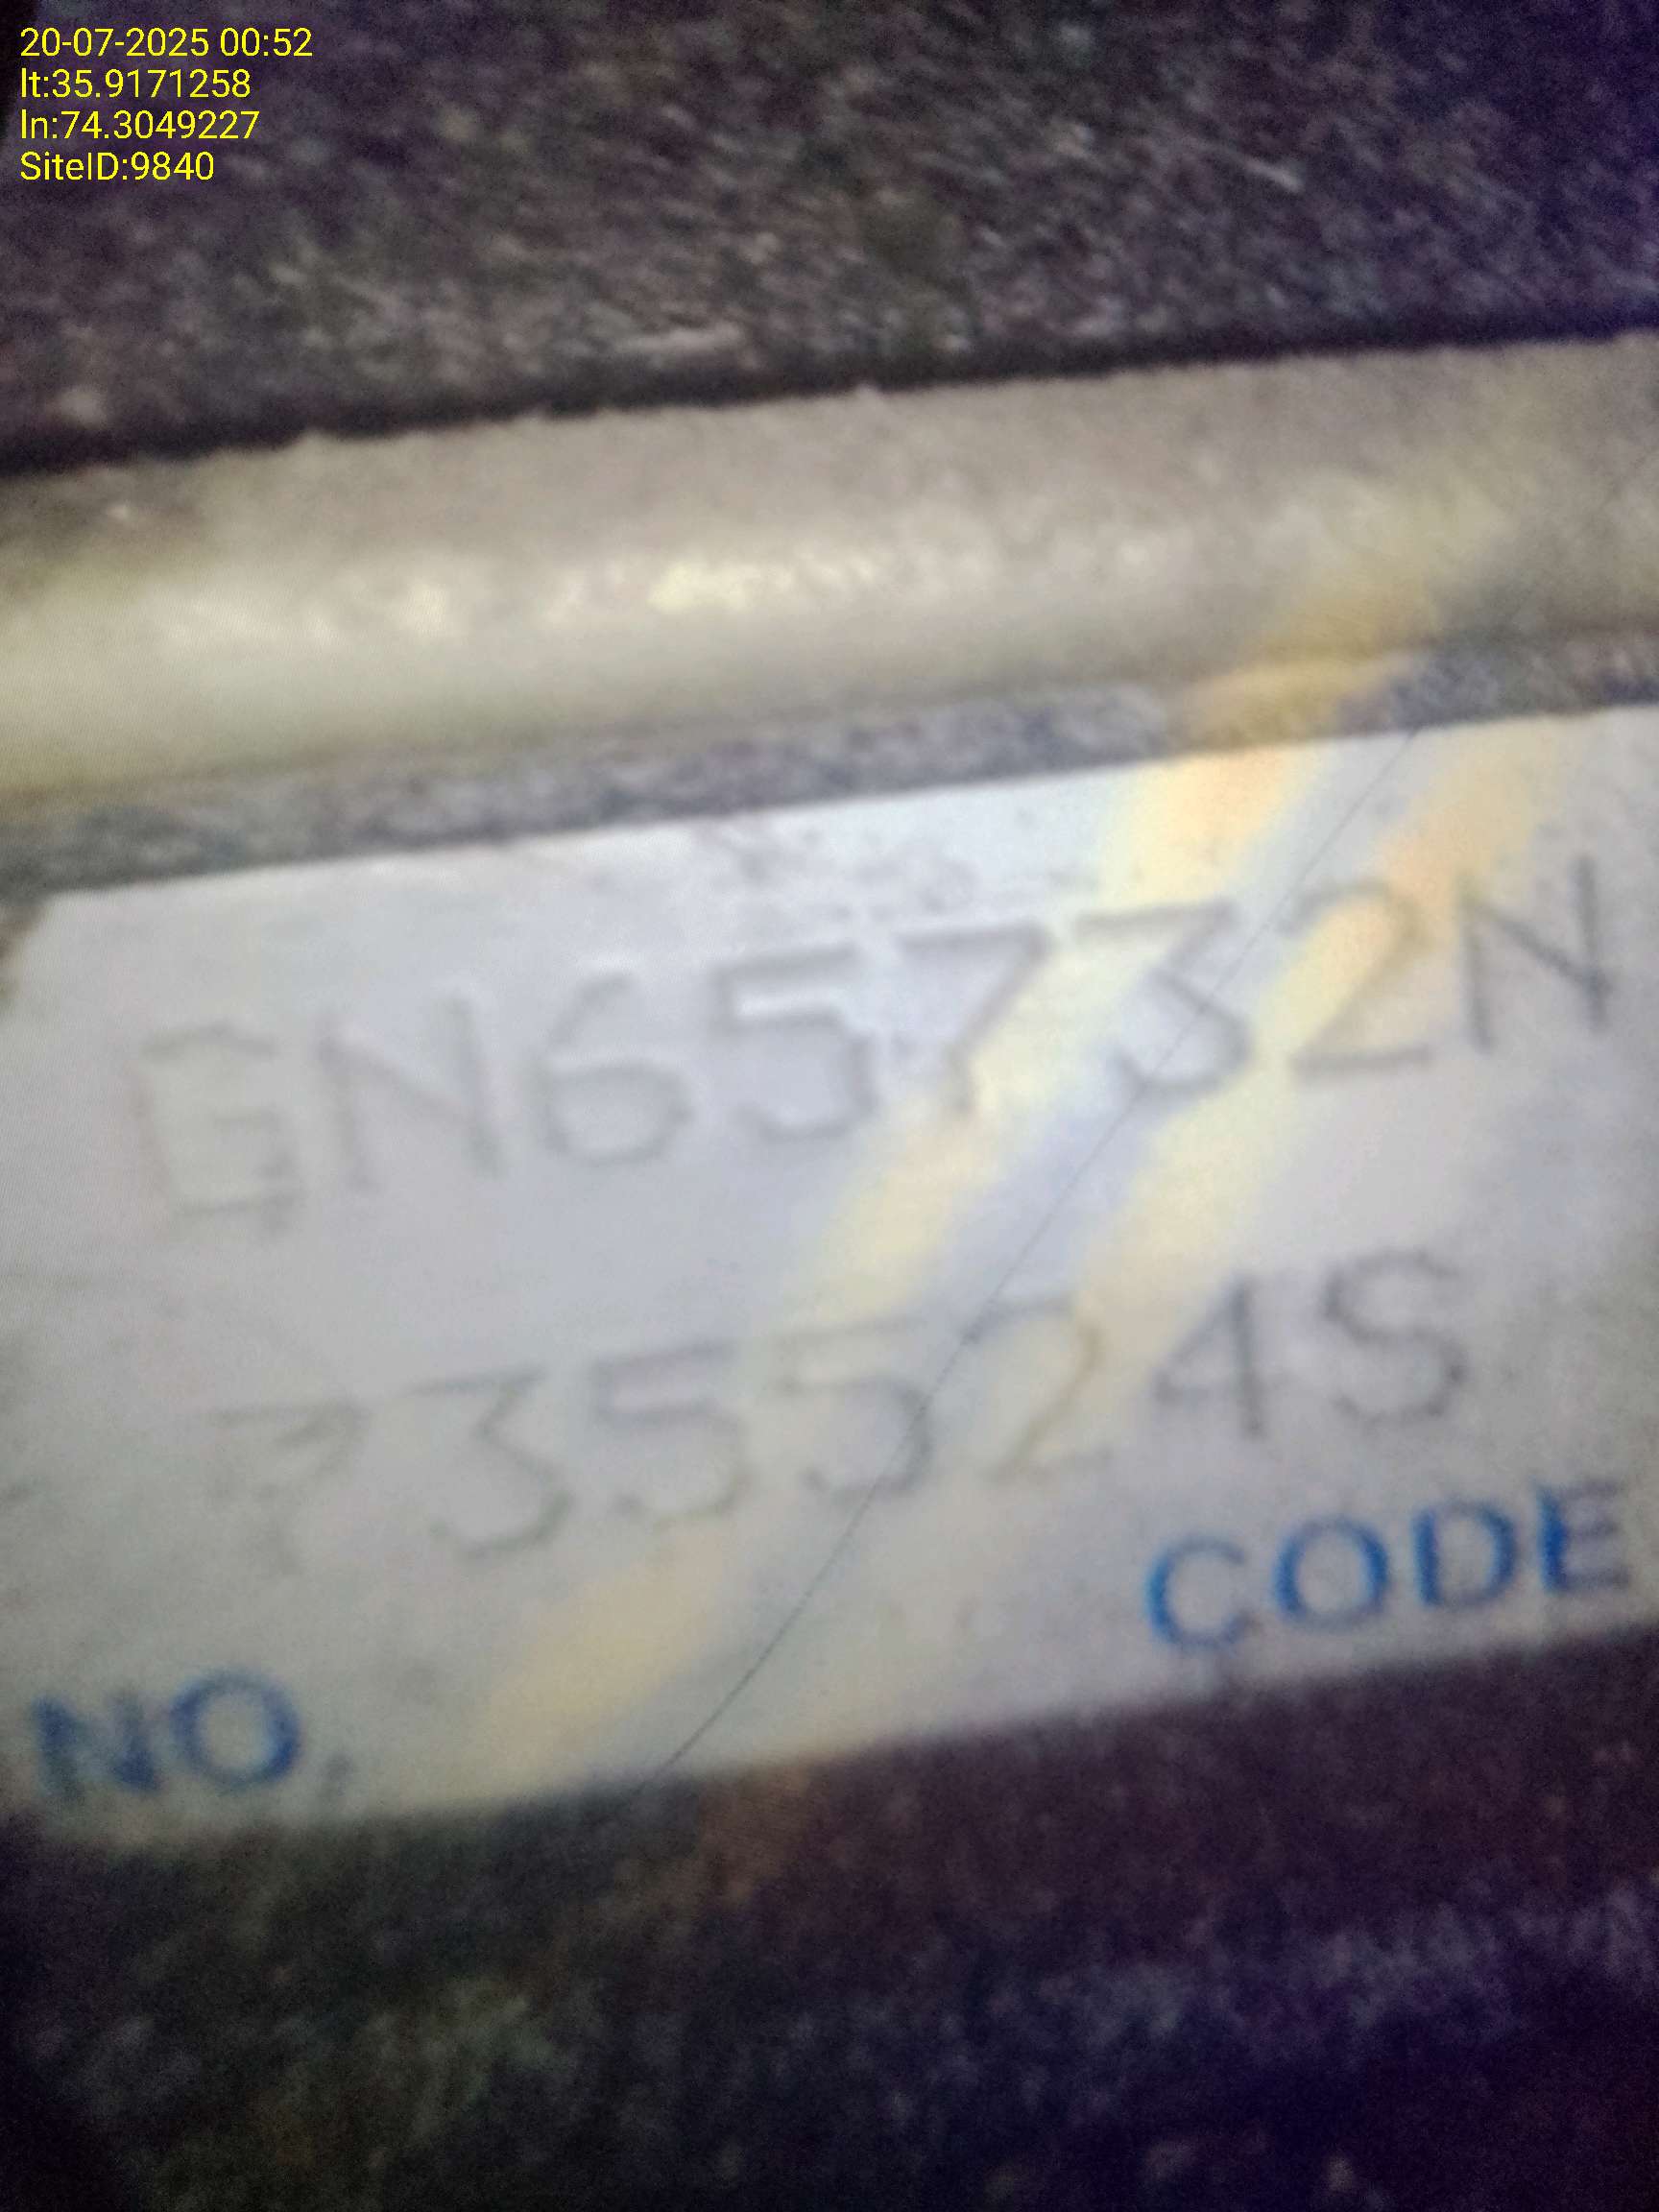 20-07-2025 00:52
lt:35.9171258
ln:74.3049227
SiteID:9840
GN65732N
735524S
CODE
NO.